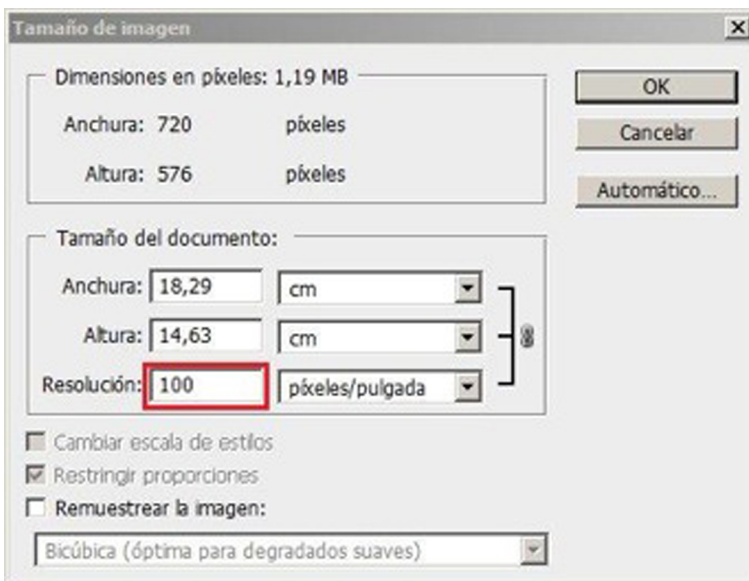 Tamaño de imagen
Dimensiones en píxeles: 1,19 MB
Anchura: 720 píxeles
Altura: 576 píxeles
OK
Cancelar
Automático...
Tamaño del documento:
Anchura: 18,29 cm
Altura: 14,63 cm
Resolución: 100 píxeles/pulgada
Cambiar escala de estilos
Restringir proporciones
Remuestrear la imagen:
Bicúbica (óptima para degradados suaves)